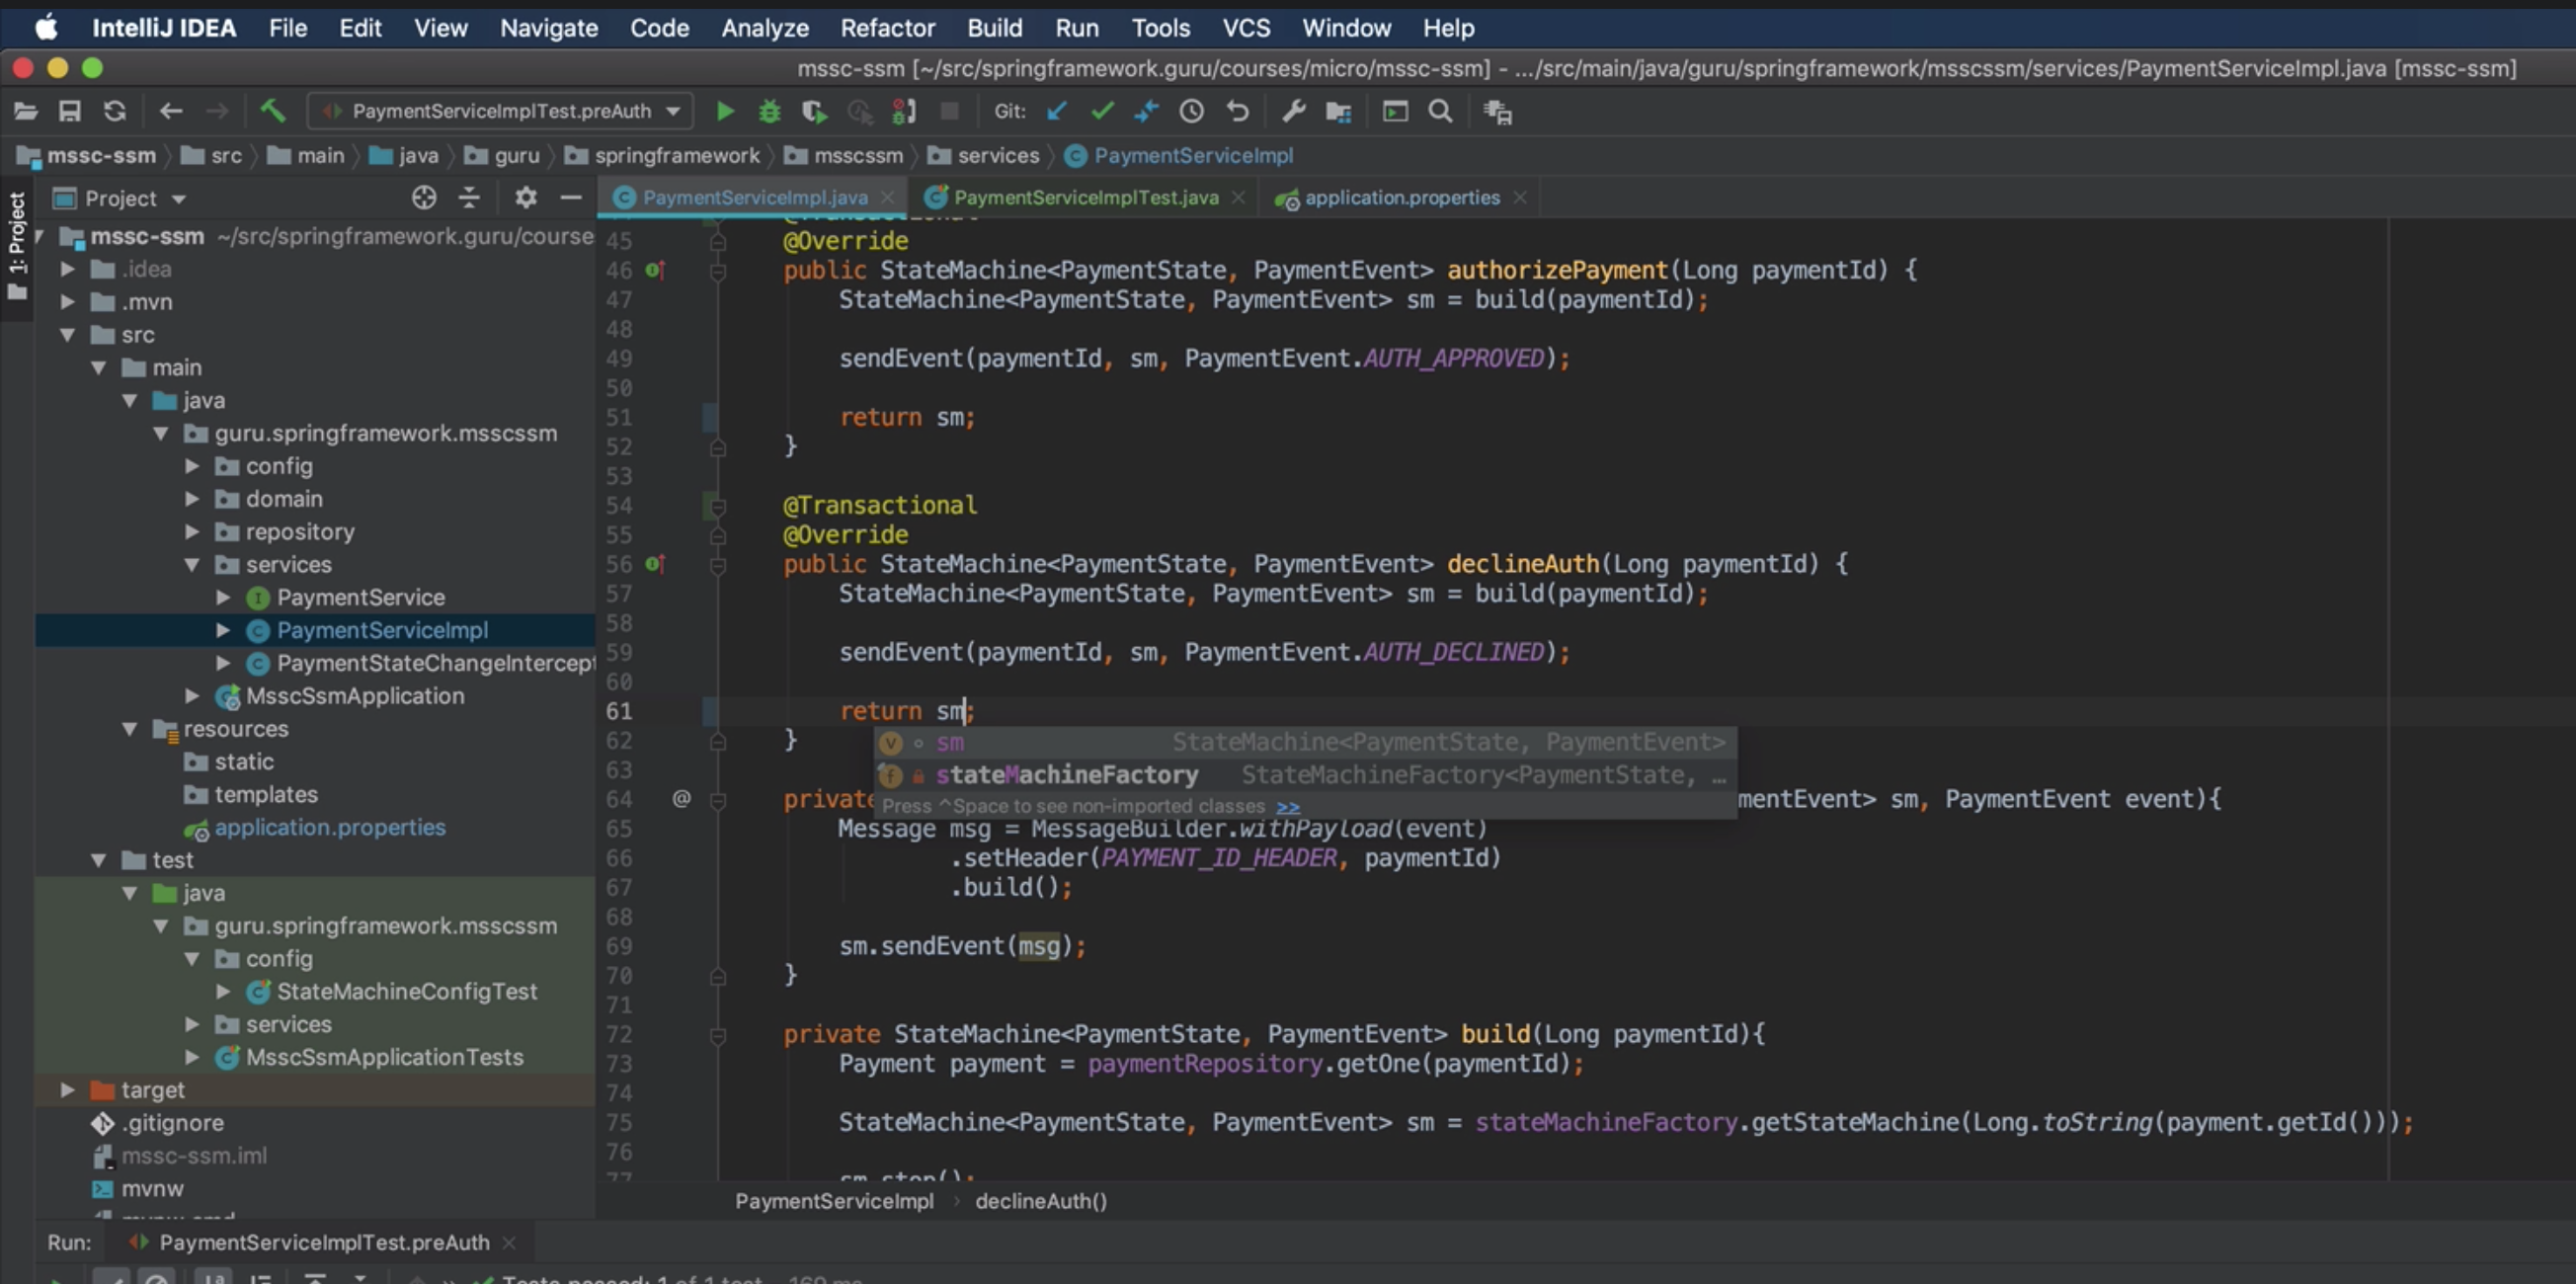 IntelliJ IDEA File Edit View Navigate Code Analyze Refactor Build Run Tools VCS Window Help
mssc-ssm [~/src/springframework.guru/courses/micro/mssc-ssm] - .../src/main/java/guru/springframework/msscssm/services/PaymentServiceImpl.java [mssc-ssm]
PaymentServiceImplTest.preAuth Git:
mssc-ssm src main java guru springframework msscssm services PaymentServiceImpl
1: Project
Project
mssc-ssm ~/src/springframework.guru/course
.idea
.mvn
src
main
java
guru.springframework.msscssm
config
domain
repository
services
PaymentService
PaymentServiceImpl
PaymentStateChangeIntercept
MsscSsmApplication
resources
static
templates
application.properties
test
java
guru.springframework.msscssm
config
StateMachineConfigTest
services
MsscSsmApplicationTests
target
.gitignore
mssc-ssm.iml
mvnw
PaymentServiceImpl.java PaymentServiceImplTest.java application.properties
45 @Override
46 public StateMachine<PaymentState, PaymentEvent> authorizePayment(Long paymentId) {
47 StateMachine<PaymentState, PaymentEvent> sm = build(paymentId);
48
49 sendEvent(paymentId, sm, PaymentEvent.AUTH_APPROVED);
50
51 return sm;
52 }
53
54 @Transactional
55 @Override
56 public StateMachine<PaymentState, PaymentEvent> declineAuth(Long paymentId) {
57 StateMachine<PaymentState, PaymentEvent> sm = build(paymentId);
58
59 sendEvent(paymentId, sm, PaymentEvent.AUTH_DECLINED);
60
61 return sm;
62 }
sm StateMachine<PaymentState, PaymentEvent>
63
stateMachineFactory StateMachineFactory<PaymentState, …
Press ^Space to see non-imported classes >>
64 @ private mentEvent> sm, PaymentEvent event){
65 Message msg = MessageBuilder.withPayload(event)
66 .setHeader(PAYMENT_ID_HEADER, paymentId)
67 .build();
68
69 sm.sendEvent(msg);
70 }
71
72 private StateMachine<PaymentState, PaymentEvent> build(Long paymentId){
73 Payment payment = paymentRepository.getOne(paymentId);
74
75 StateMachine<PaymentState, PaymentEvent> sm = stateMachineFactory.getStateMachine(Long.toString(payment.getId()));
76
77 sm.stop();
PaymentServiceImpl > declineAuth()
Run: PaymentServiceImplTest.preAuth
Tests passed: 1 of 1 test